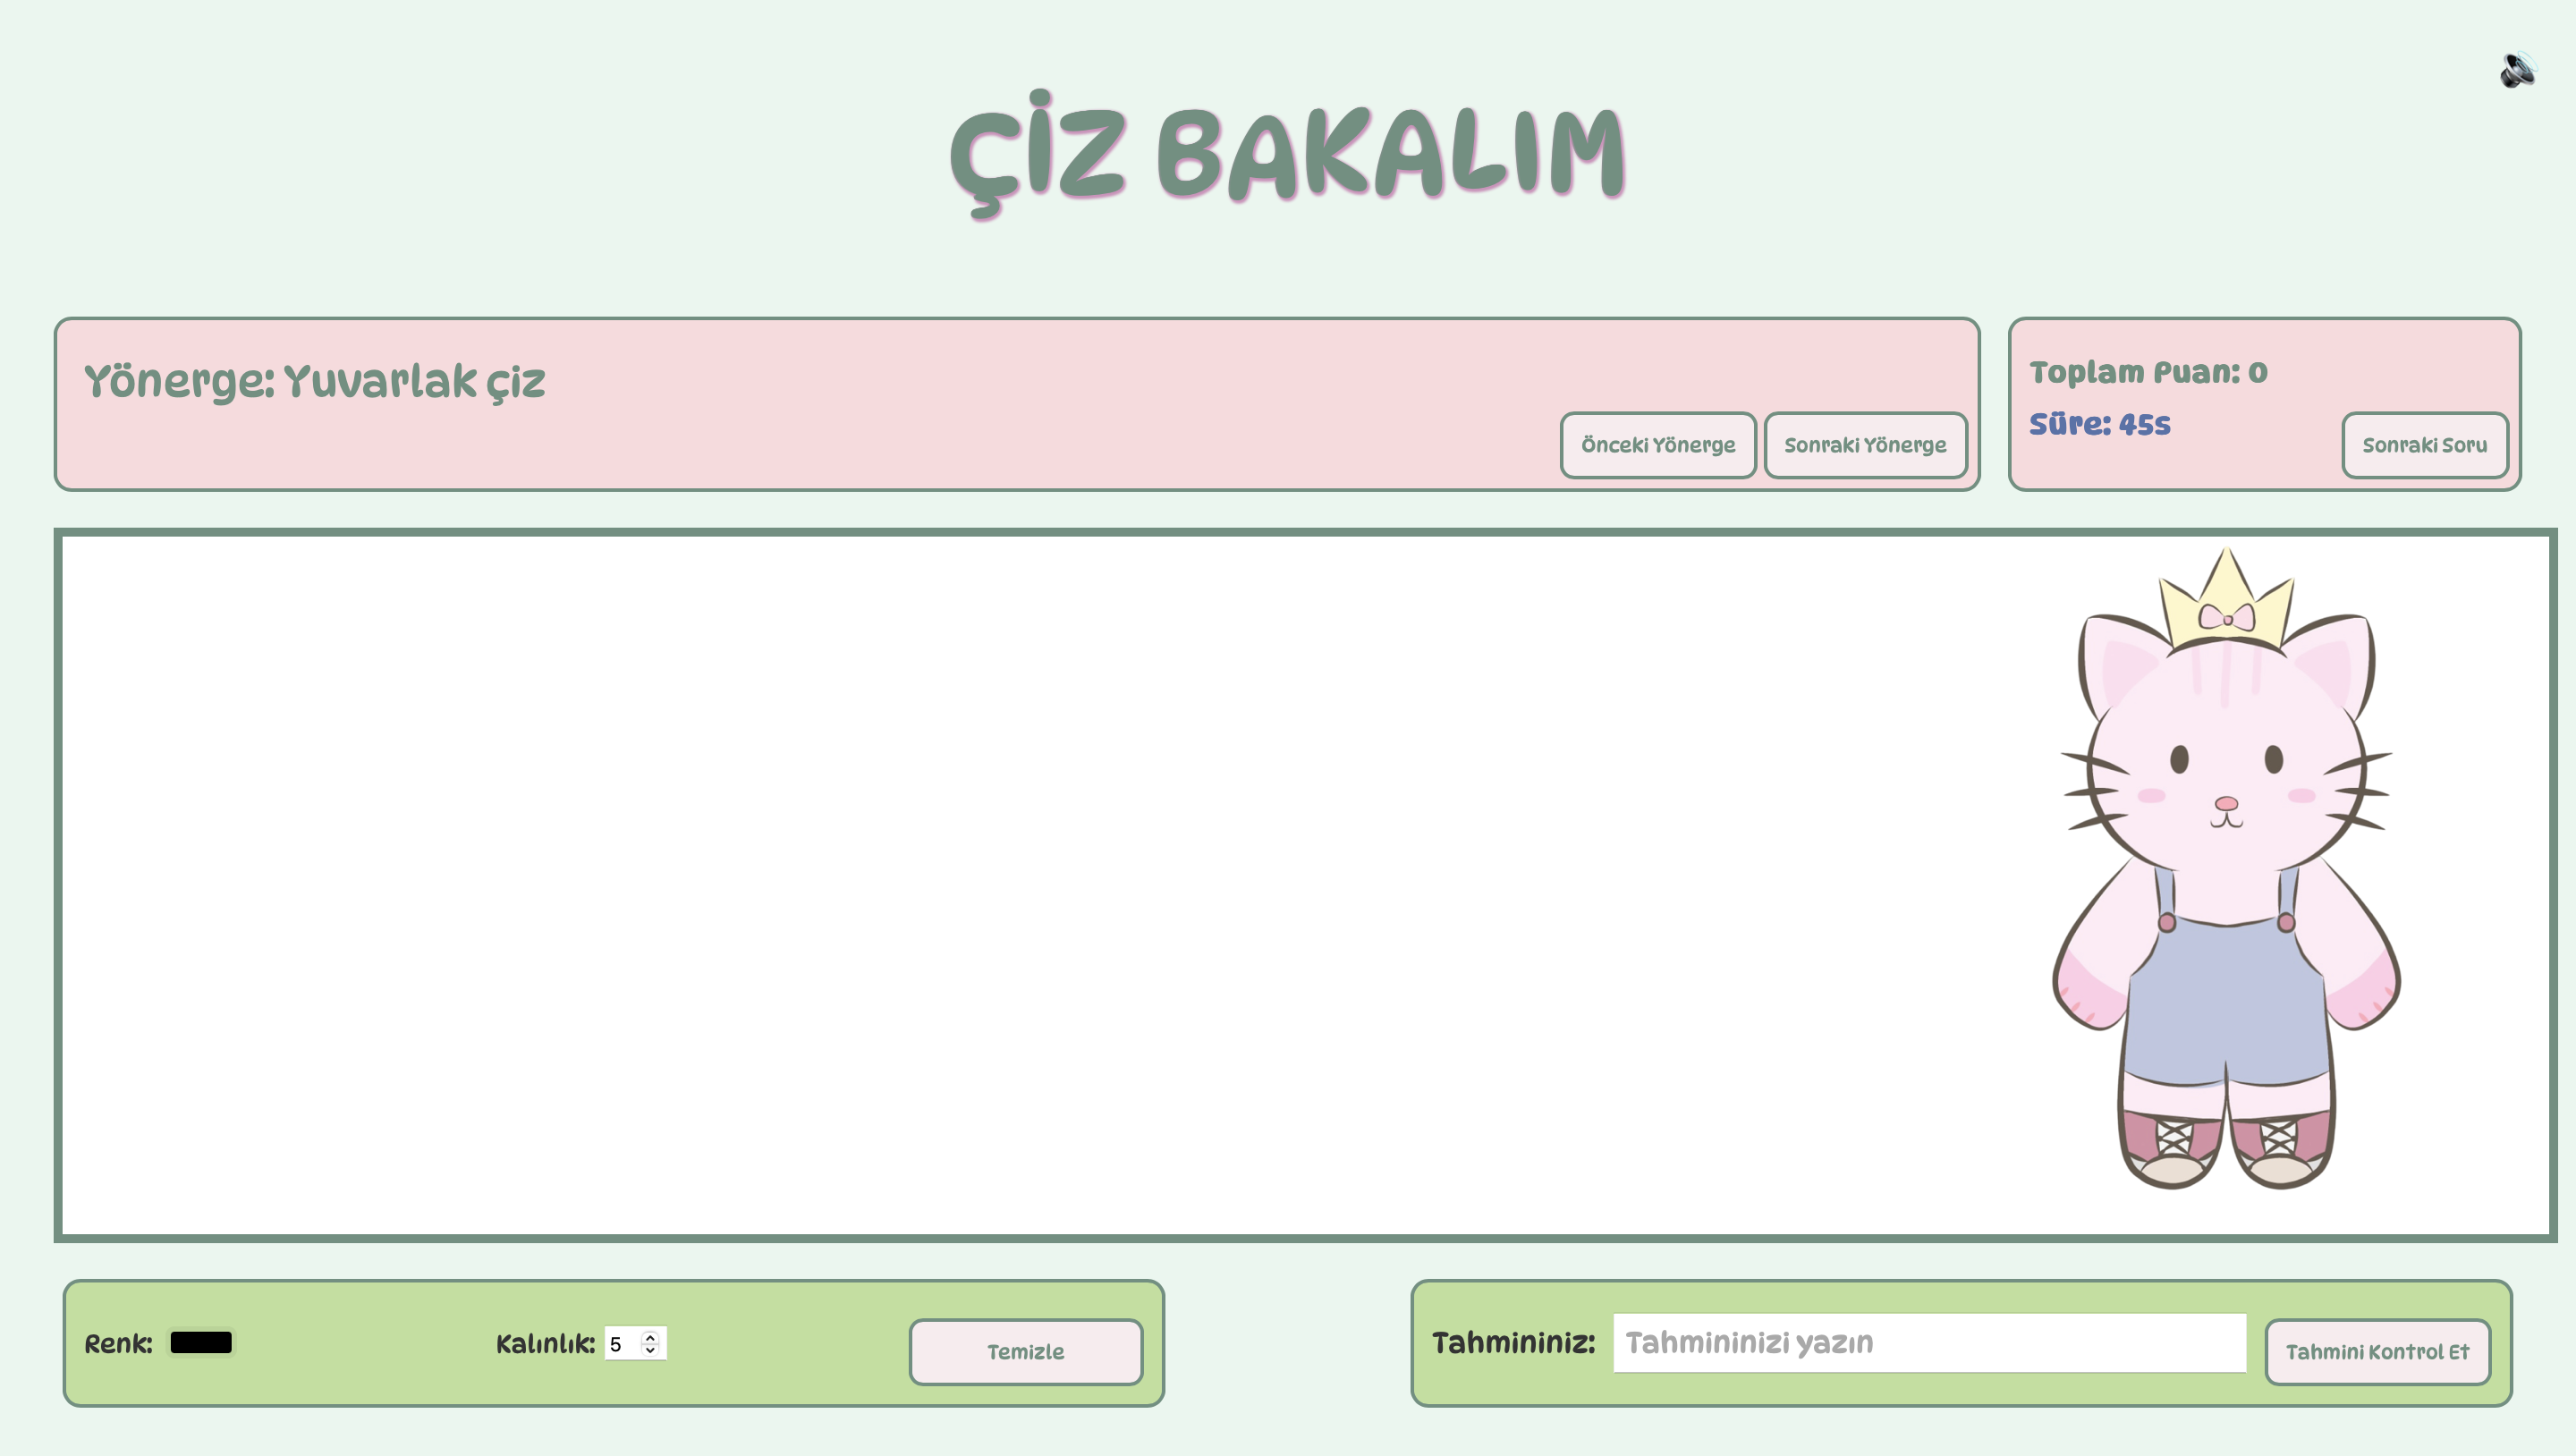 ÇİZ BAKALIM
Yönerge: Yuvarlak çiz
Önceki Yönerge
Sonraki Yönerge
Toplam Puan: 0
Süre: 45s
Sonraki Soru
Renk:
Kalınlık: 5
Temizle
Tahmininiz:
Tahmininizi yazın
Tahmini Kontrol Et